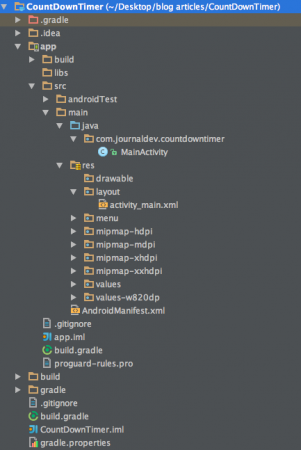 CountDownTimer (~/Desktop/blog articles/CountDownTimer)
.gradle
.idea
app
build
libs
src
androidTest
main
java
com.journaldev.countdowntimer
MainActivity
res
drawable
layout
activity_main.xml
menu
mipmap-hdpi
mipmap-mdpi
mipmap-xhdpi
mipmap-xxhdpi
values
values-w820dp
AndroidManifest.xml
.gitignore
app.iml
build.gradle
proguard-rules.pro
build
gradle
.gitignore
build.gradle
CountDownTimer.iml
gradle.properties